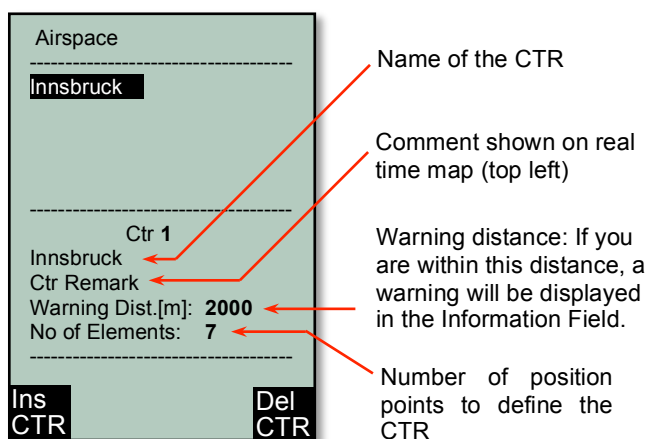 Airspace
------------------------------------
Innsbruck
------------------------------------
Ctr 1
Innsbruck
Ctr Remark
Warning Dist.[m]: 2000
No of Elements: 7
------------------------------------
Ins
CTR
Del
CTR
Name of the CTR
Comment shown on real
time map (top left)
Warning distance: If you
are within this distance, a
warning will be displayed
in the Information Field.
Number of position
points to define the
CTR